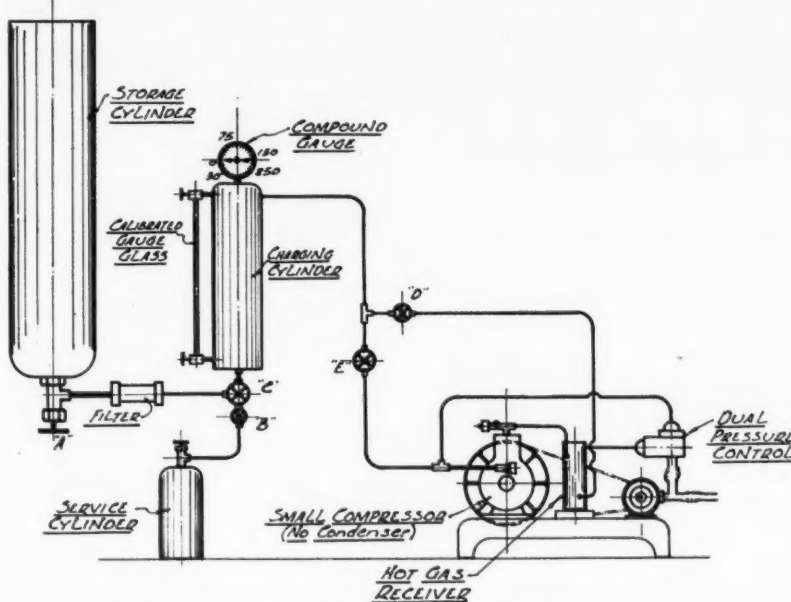 STORAGE
CYLINDER
COMPOUND
GAUGE
75
150
0
30
250
CALIBRATED
GAUGE
GLASS
CHARGING
CYLINDER
"D"
"E"
"C"
"B"
"A"
FILTER
SERVICE
CYLINDER
SMALL COMPRESSOR
(No Condenser)
HOT GAS
RECEIVER
DUAL
PRESSURE
CONTROL